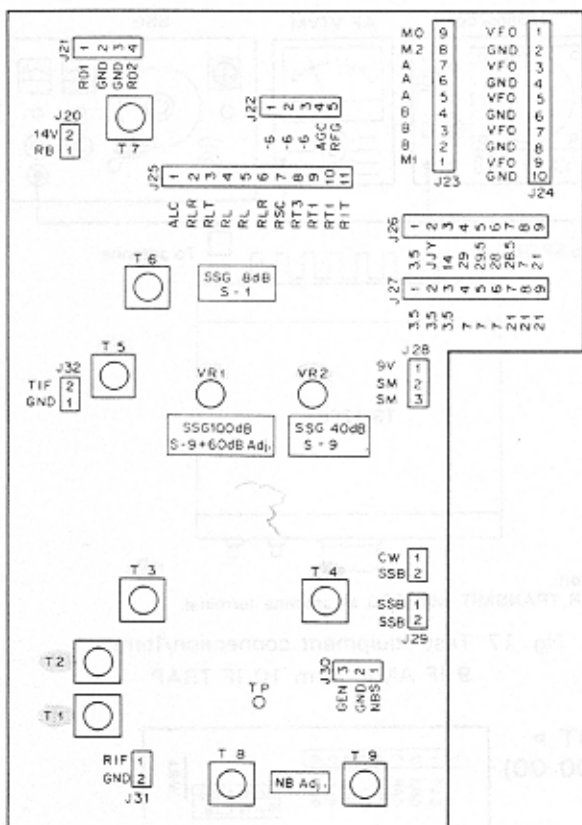 J21
1 2 3 4
RD1 GND GND RD2
J20
14V 2
RB 1
T7
J22
1 2 3 4 5
-6 -6 -6 AGC RFG
J25
1 2 3 4 5 6 7 8 9 10 11
ALC RLR RLT RL RL RLR RSC RT3 RT1 RT1 RIT
MO 9
M2 8
A 7
A 6
A 5
B 4
B 3
B 2
M1 1
J23
VFO 1
GND 2
VFO 3
GND 4
VFO 5
GND 6
VFO 7
GND 8
VFO 9
GND 10
J24
J26
1 2 3 4 5 6 7 8 9
3.5 JJY 14 29 29.5 28 28.5 7 21
J27
1 2 3 4 5 6 7 8 9
3.5 3.5 3.5 7 7 7 21 21 21
T6
SSG 8dB
S-1
J32
TIF 2
GND 1
T5
VR1
SSG100dB
S-9+60dB Adj.
VR2
SSG 40dB
S-9
J28
9V 1
SM 2
SM 3
T3
T4
CW 1
SSB 2
SSB 1
SSB 2
J29
T2
T1
TP
J30
3 2 1
GEN GND NBS
RIF 1
GND 2
J31
T8
NB Adj.
T9